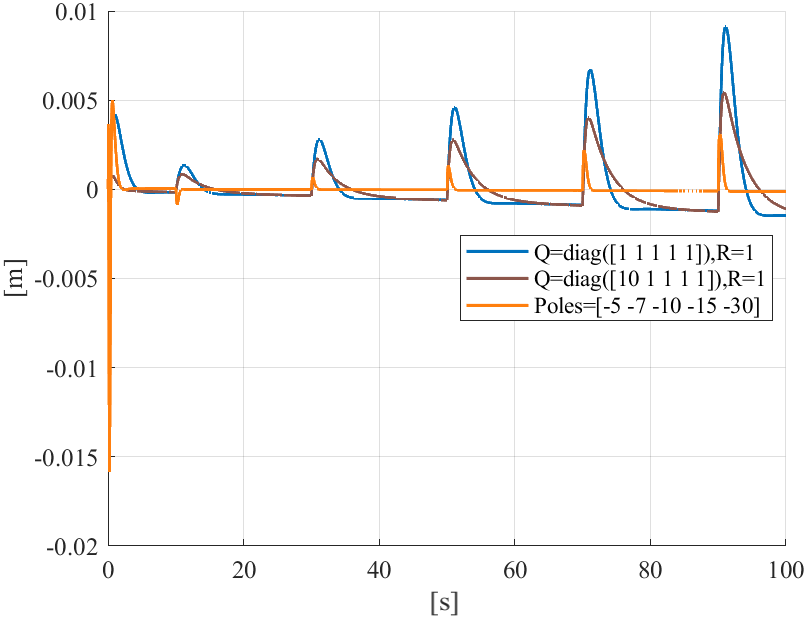 0.01
0.005
0
-0.005
-0.01
-0.015
-0.02
[m]
Q=diag([1 1 1 1 1]),R=1
Q=diag([10 1 1 1 1]),R=1
Poles=[-5 -7 -10 -15 -30]
0 20 40 60 80 100
[s]